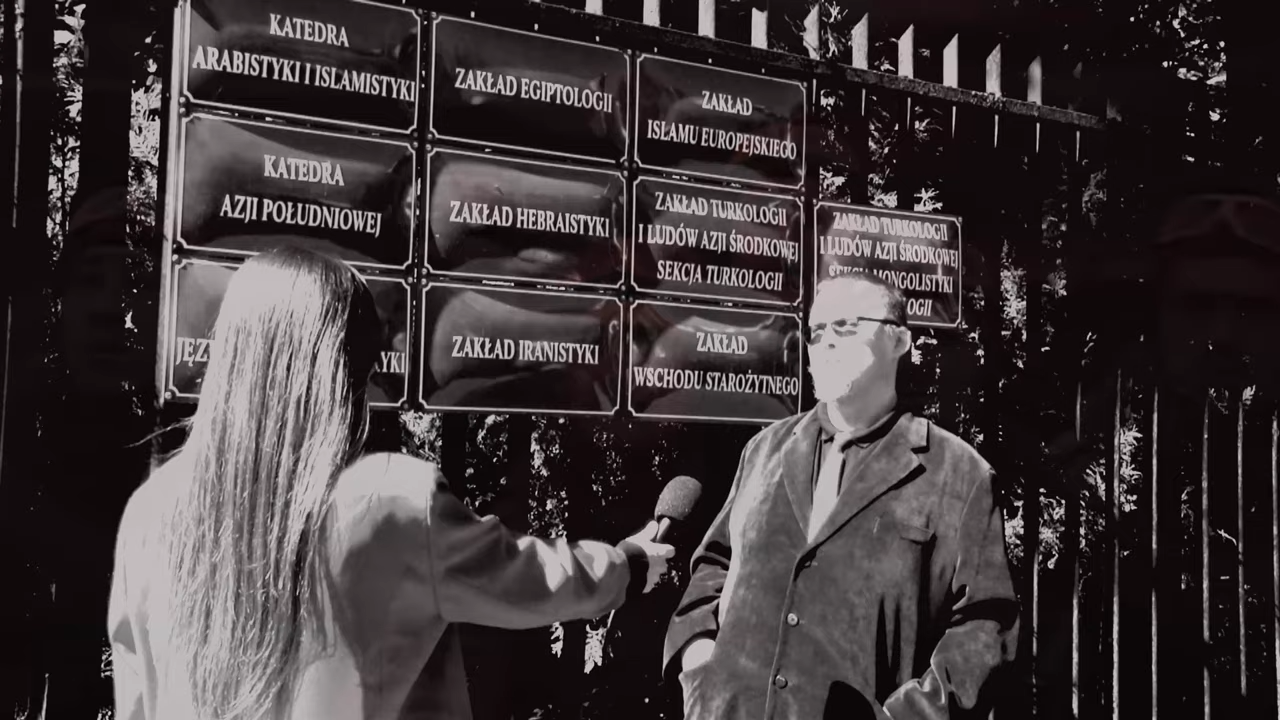 KATEDRA
ARABISTYKI I ISLAMISTYKI
ZAKŁAD EGIPTOLOGII
ZAKŁAD
ISLAMU EUROPEJSKIEGO
KATEDRA
AZJI POŁUDNIOWEJ
ZAKŁAD HEBRAISTYKI
ZAKŁAD TURKOLOGII
I LUDÓW AZJI ŚRODKOWEJ
SEKCJA TURKOLOGII
ZAKŁAD TURKOLOGII
I LUDÓW AZJI ŚRODKOWEJ
ZAKŁAD IRANISTYKI
ZAKŁAD
WSCHODU STAROŻYTNEGO